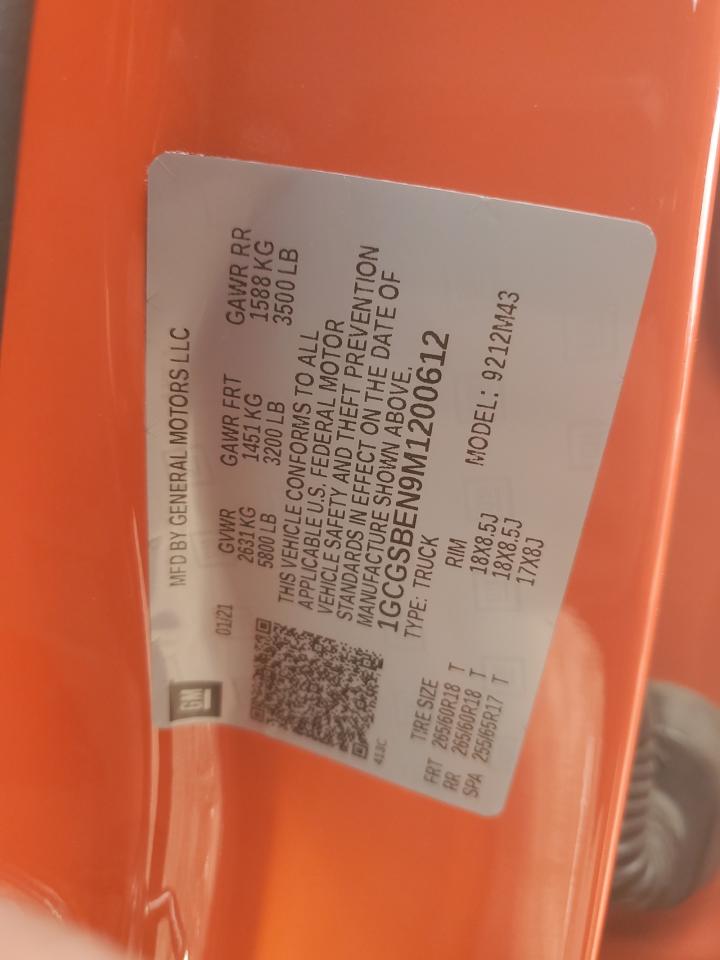 GM
MFD BY GENERAL MOTORS LLC
01/21
GVWR GAWR FRT GAWR RR
2631 KG 1451 KG 1588 KG
5800 LB 3200 LB 3500 LB
THIS VEHICLE CONFORMS TO ALL
APPLICABLE U.S. FEDERAL MOTOR
VEHICLE SAFETY AND THEFT PREVENTION
STANDARDS IN EFFECT ON THE DATE OF
MANUFACTURE SHOWN ABOVE.
1GCGSBEN9M1200612
413C
TYPE: TRUCK MODEL: 9212M43
TIRE SIZE RIM
FRT 265/60R18 T 18X8.5J
RR 265/60R18 T 18X8.5J
SPA 255/65R17 T 17X8J